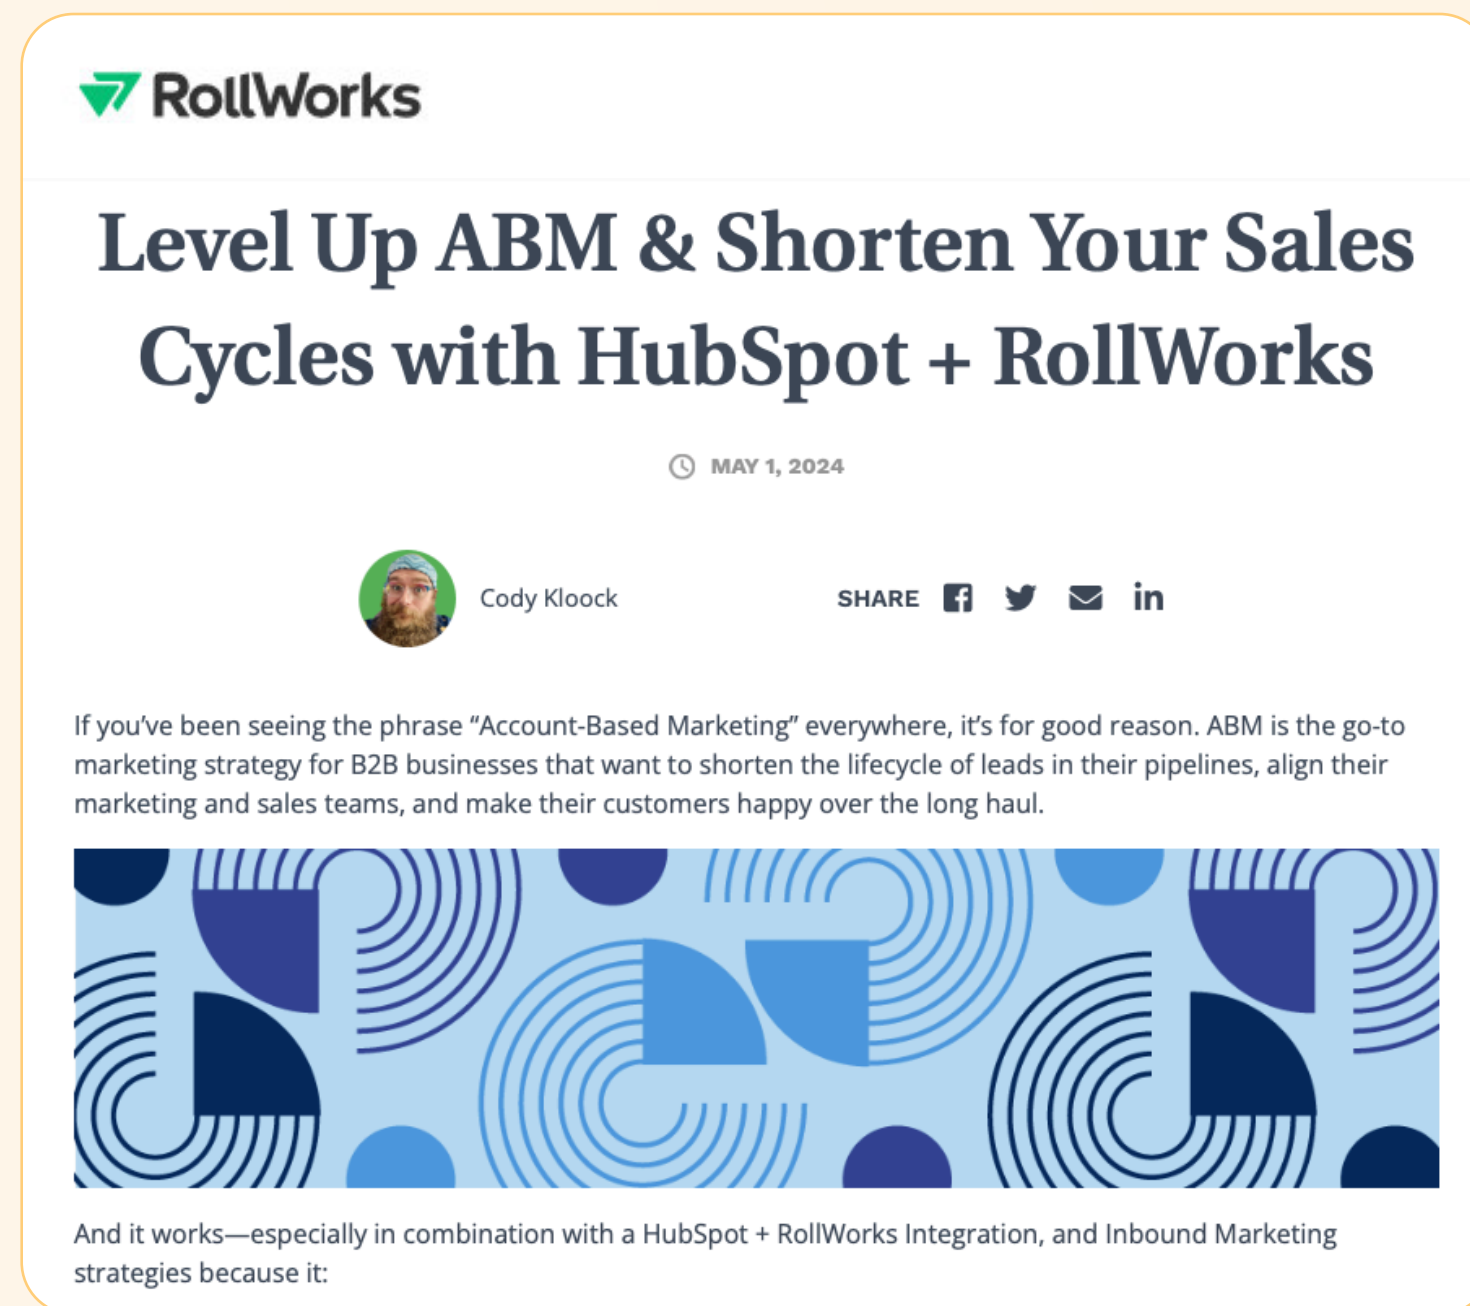 RollWorks
Level Up ABM & Shorten Your Sales
Cycles with HubSpot + RollWorks
MAY 1, 2024
Cody Kloock
SHARE
If you’ve been seeing the phrase “Account-Based Marketing” everywhere, it’s for good reason. ABM is the go-to
marketing strategy for B2B businesses that want to shorten the lifecycle of leads in their pipelines, align their
marketing and sales teams, and make their customers happy over the long haul.
And it works—especially in combination with a HubSpot + RollWorks Integration, and Inbound Marketing
strategies because it: